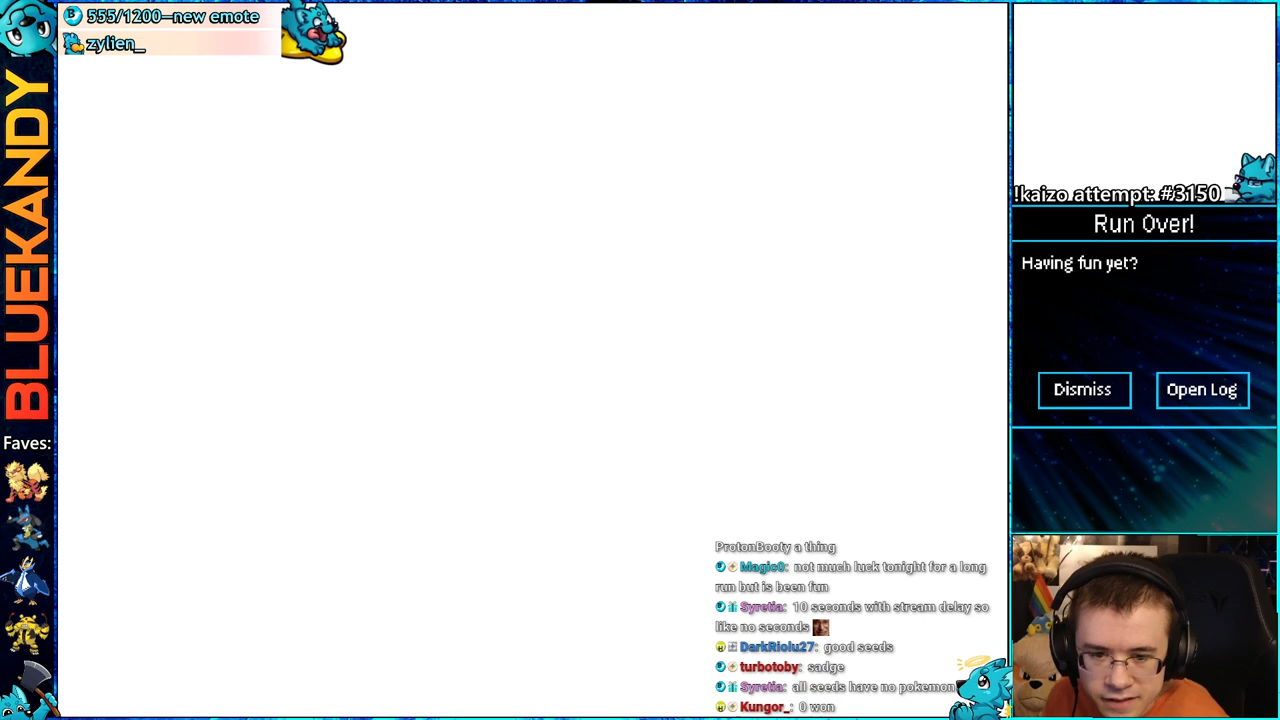 555/1200—new emote
zylien_
BLUEKANDY
Faves:
!kaizo attempt: #3150
Run Over!
Having fun yet?
Dismiss
Open Log
ProtonBooty a thing
Magic0: not much luck tonight for a long
run but is been fun
Syretia: 10 seconds with stream delay so
like no seconds
DarkRiolu27: good seeds
turbotoby: sadge
Syretia: all seeds have no pokemon
Kungor_: 0 won